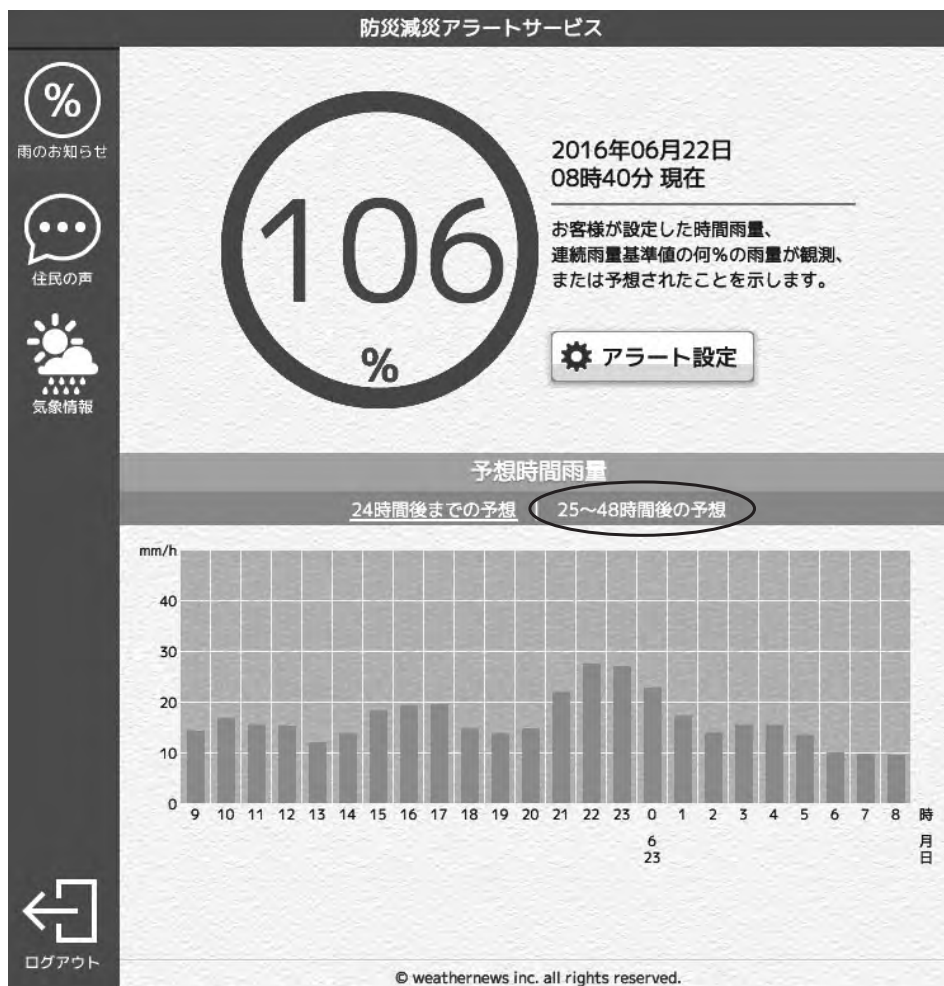 防災減災アラートサービス
%
雨のお知らせ
住民の声
気象情報
106
%
2016年06月22日
08時40分 現在
お客様が設定した時間雨量、
連続雨量基準値の何%の雨量が観測、
または予想されたことを示します。
アラート設定
予想時間雨量
24時間後までの予想 | 25～48時間後の予想
mm/h
40
30
20
10
0
9 10 11 12 13 14 15 16 17 18 19 20 21 22 23 0 1 2 3 4 5 6 7 8 時
6 月
23 日
ログアウト
© weathernews inc. all rights reserved.